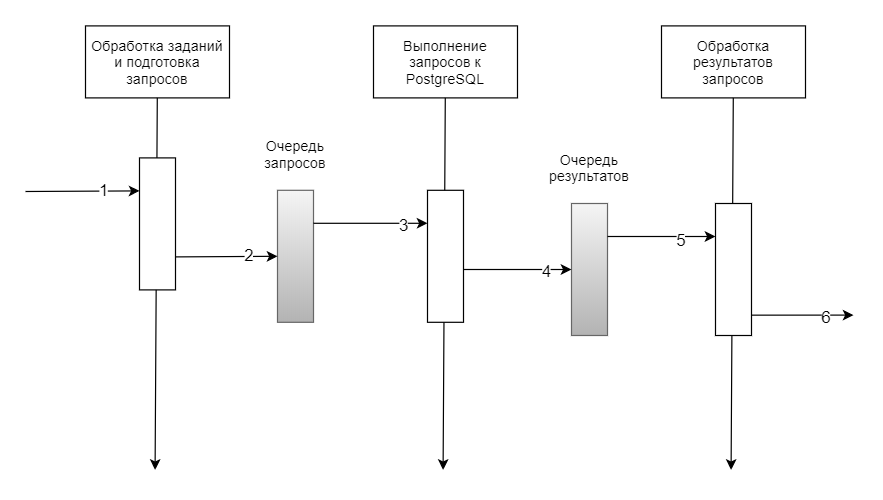 Обработка заданий
и подготовка
запросов
Выполнение
запросов к
PostgreSQL
Обработка
результатов
запросов
Очередь
запросов
Очередь
результатов
1
2
3
4
5
6